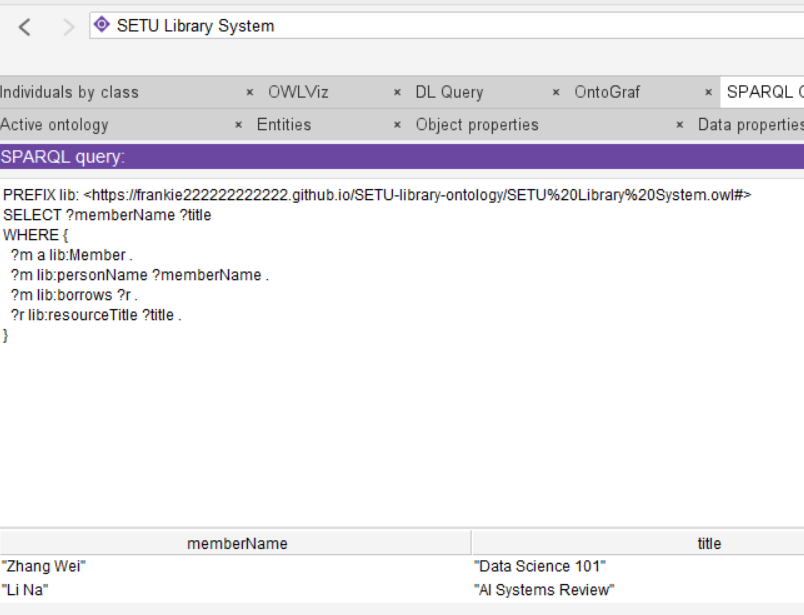 SETU Library System
Individuals by class × OWLViz × DL Query × OntoGraf × SPARQL
Active ontology × Entities × Object properties × Data properties
SPARQL query:
PREFIX lib: <https://frankie222222222222.github.io/SETU-library-ontology/SETU%20Library%20System.owl#>
SELECT ?memberName ?title
WHERE {
?m a lib:Member .
?m lib:personName ?memberName .
?m lib:borrows ?r .
?r lib:resourceTitle ?title .
}
memberName title
"Zhang Wei" "Data Science 101"
"Li Na" "AI Systems Review"